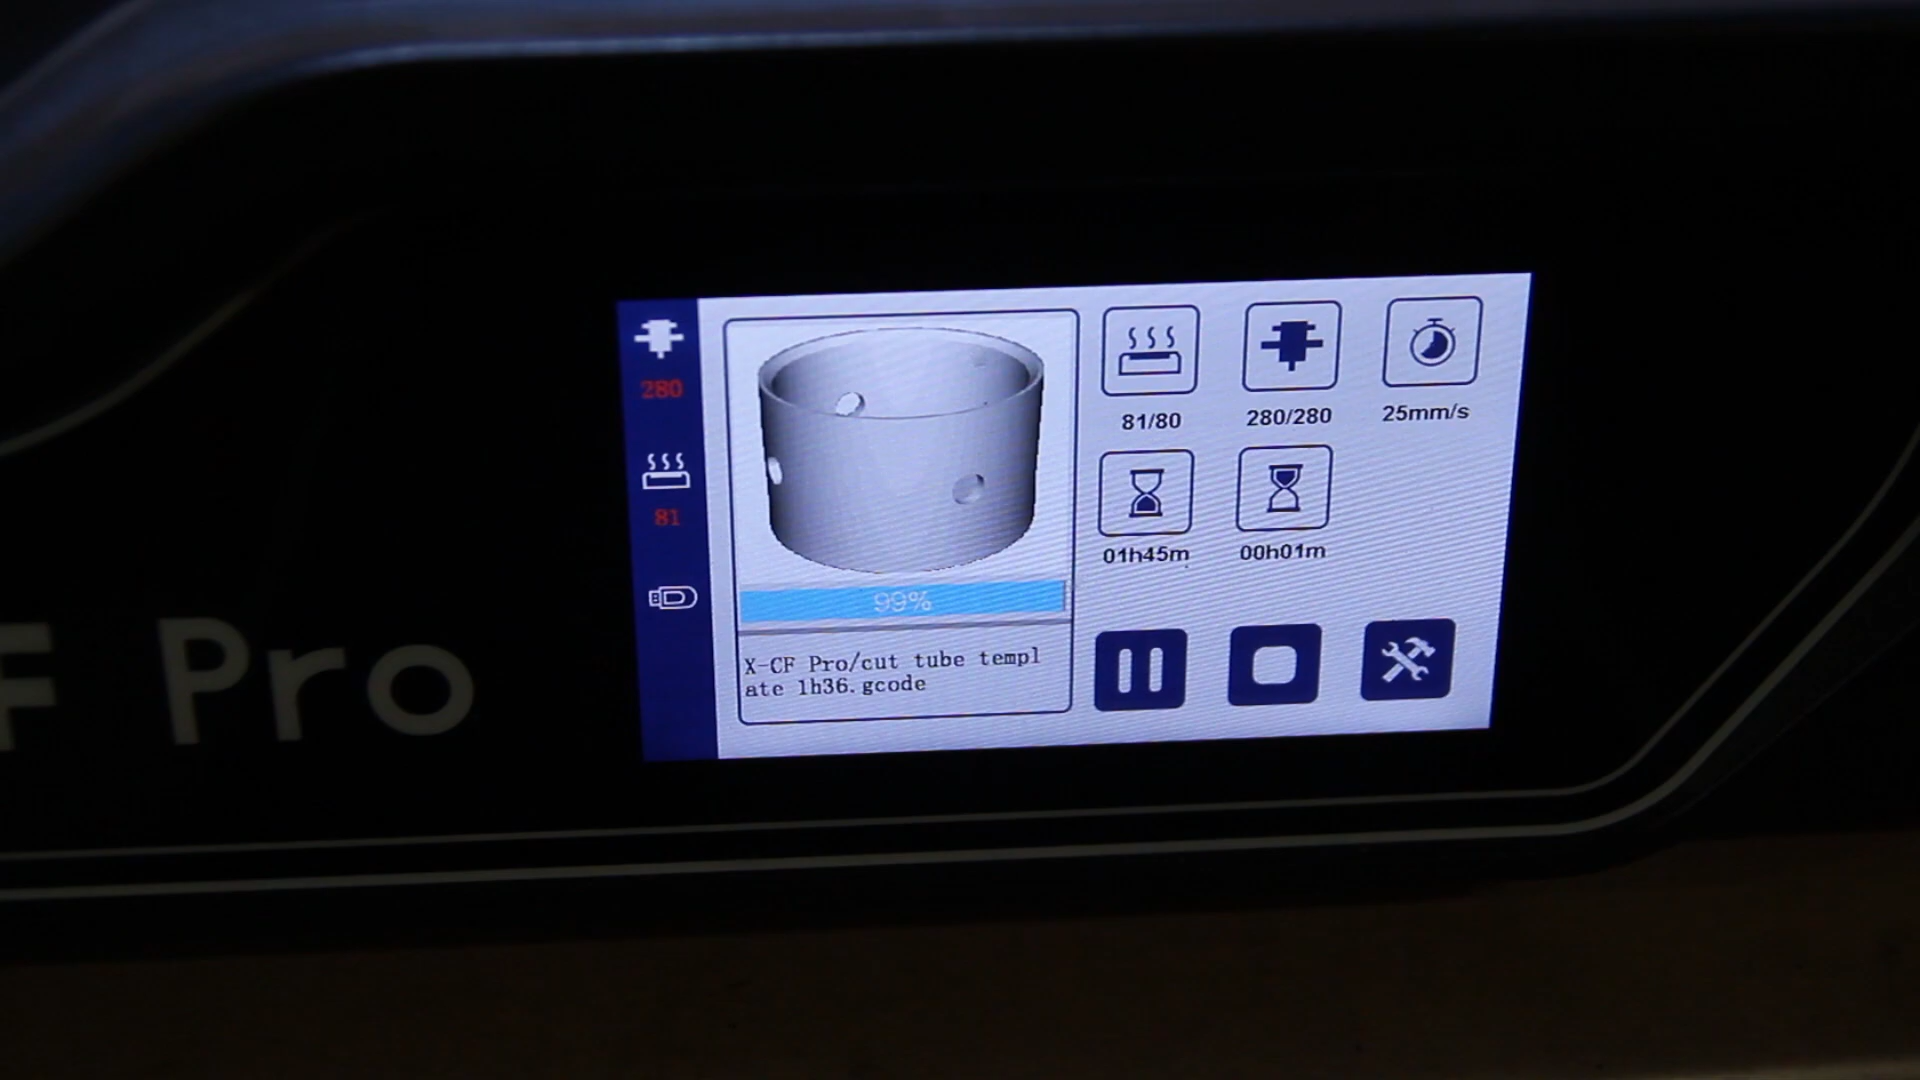 280
81
99%
X-CF Pro/cut tube templ
ate 1h36.gcode
81/80
280/280
25mm/s
01h45m
00h01m
F Pro